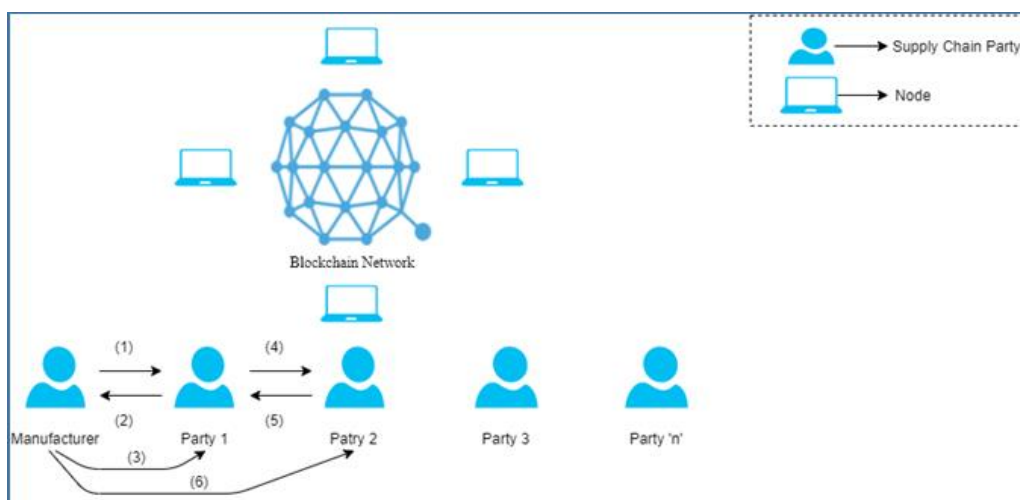 Supply Chain Party
Node
Blockchain Network
(1)
(4)
(2)
(5)
Manufacturer
Party 1
Patry 2
Party 3
Party 'n'
(3)
(6)